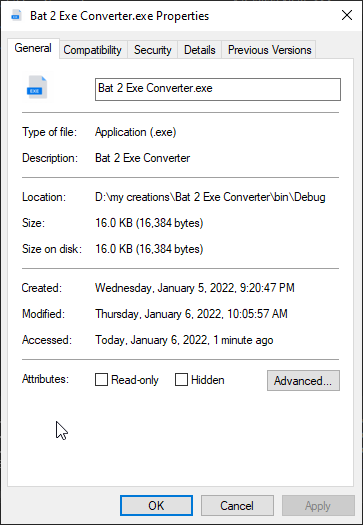 Bat 2 Exe Converter.exe Properties
General Compatibility Security Details Previous Versions
EXE
Bat 2 Exe Converter.exe
Type of file: Application (.exe)
Description: Bat 2 Exe Converter
Location: D:\my creations\Bat 2 Exe Converter\bin\Debug
Size: 16.0 KB (16,384 bytes)
Size on disk: 16.0 KB (16,384 bytes)
Created: Wednesday, January 5, 2022, 9:20:47 PM
Modified: Thursday, January 6, 2022, 10:05:57 AM
Accessed: Today, January 6, 2022, 1 minute ago
Attributes: Read-only Hidden Advanced...
OK Cancel Apply